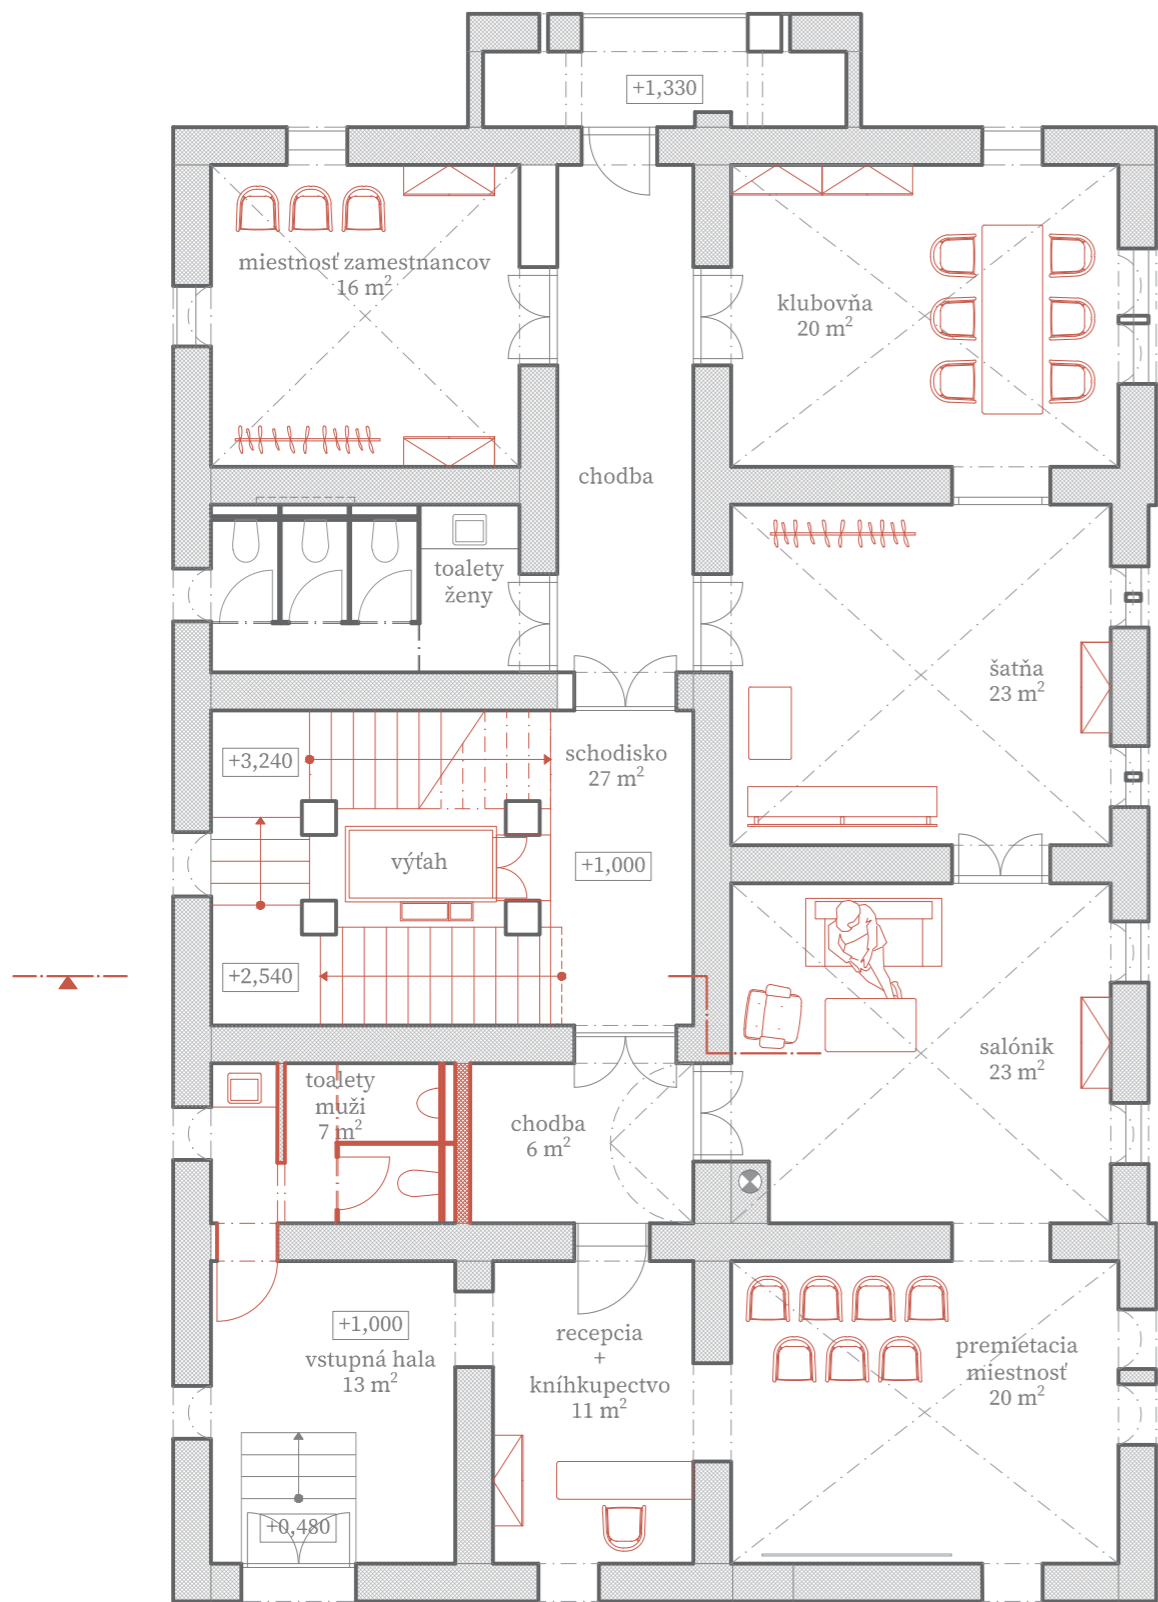 +1,330
miestnosť zamestnancov
16 m²
klubovňa
20 m²
chodba
toalety
ženy
šatňa
23 m²
+3,240
schodisko
27 m²
výťah
+1,000
+2,540
salónik
23 m²
toalety
muži
7 m²
chodba
6 m²
+1,000
vstupná hala
13 m²
recepcia
+
kníhkupectvo
11 m²
premietacia
miestnosť
20 m²
+0,480